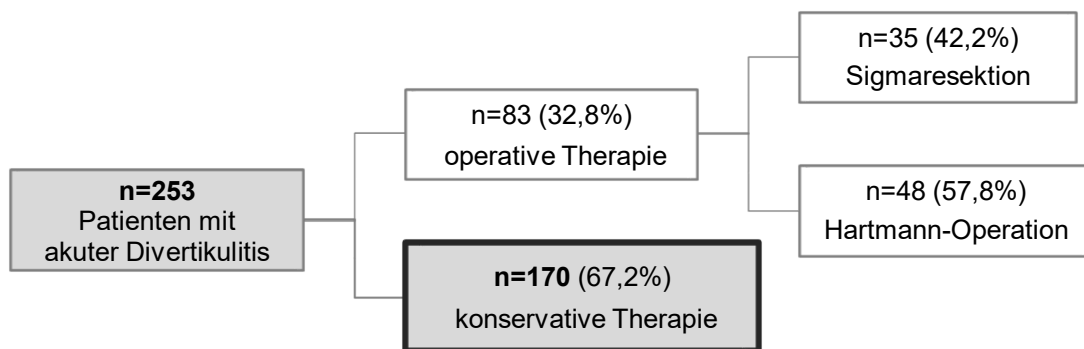 n=253
Patienten mit
akuter Divertikulitis
n=83 (32,8%)
operative Therapie
n=170 (67,2%)
konservative Therapie
n=35 (42,2%)
Sigmaresektion
n=48 (57,8%)
Hartmann-Operation